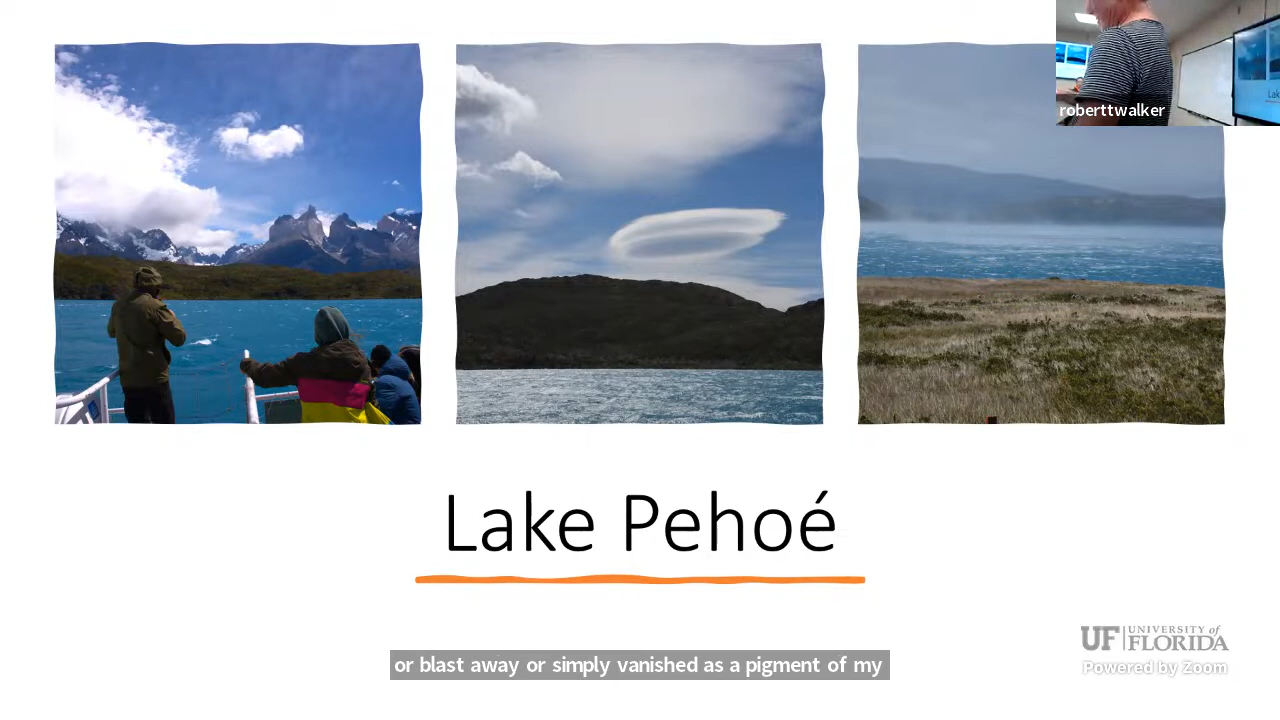 roberttwalker
Lake Pehoé
UF UNIVERSITY of
FLORIDA
Powered by Zoom
or blast away or simply vanished as a pigment of my